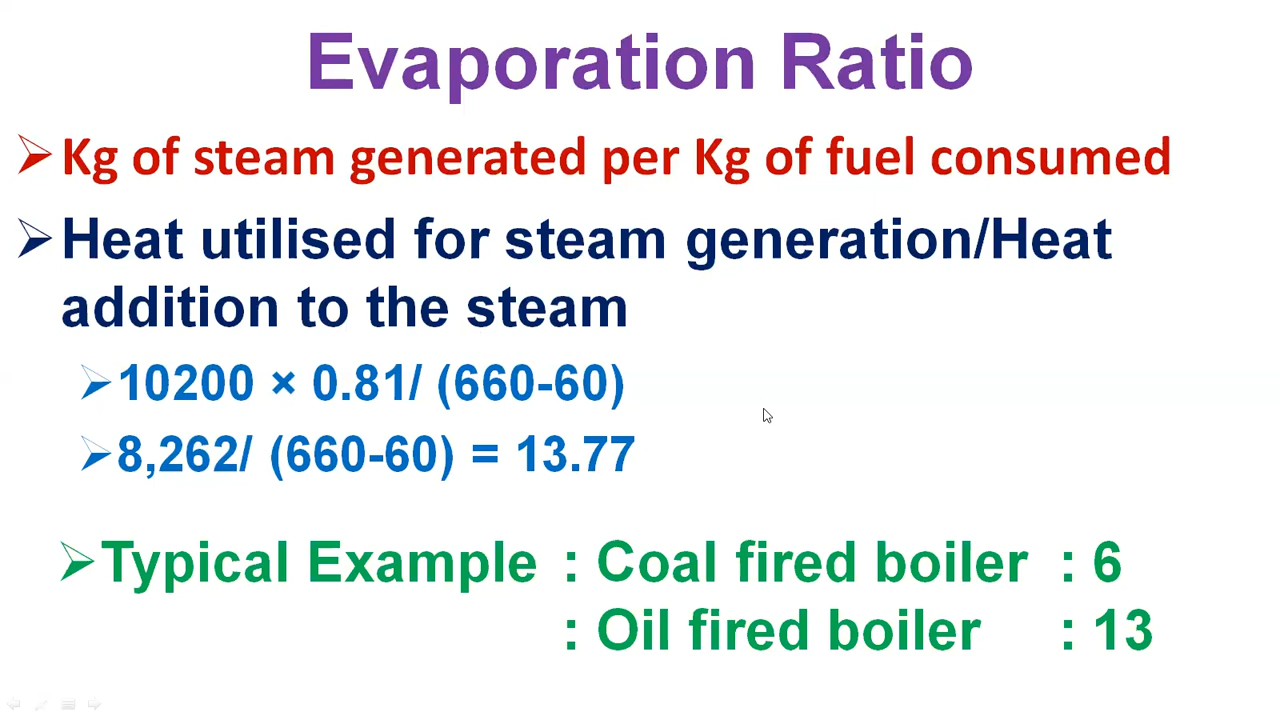 Evaporation Ratio
Kg of steam generated per Kg of fuel consumed
Heat utilised for steam generation/Heat
addition to the steam
10200 × 0.81/ (660-60)
8,262/ (660-60) = 13.77
Typical Example : Coal fired boiler : 6
: Oil fired boiler : 13